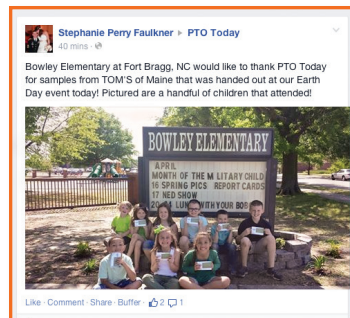 Stephanie Perry Faulkner ▸ PTO Today
40 mins ·
Bowley Elementary at Fort Bragg, NC would like to thank PTO Today
for samples from TOM'S of Maine that was handed out at our Earth
Day event today! Pictured are a handful of children that attended!
BOWLEY ELEMENTARY
APRIL
MONTH OF THE M LITARY CHILD
16 SPRING PICS REPORT CARDS
17 NED SHOW
LUN WITH YOUR
Like · Comment · Share · Buffer · 2 1